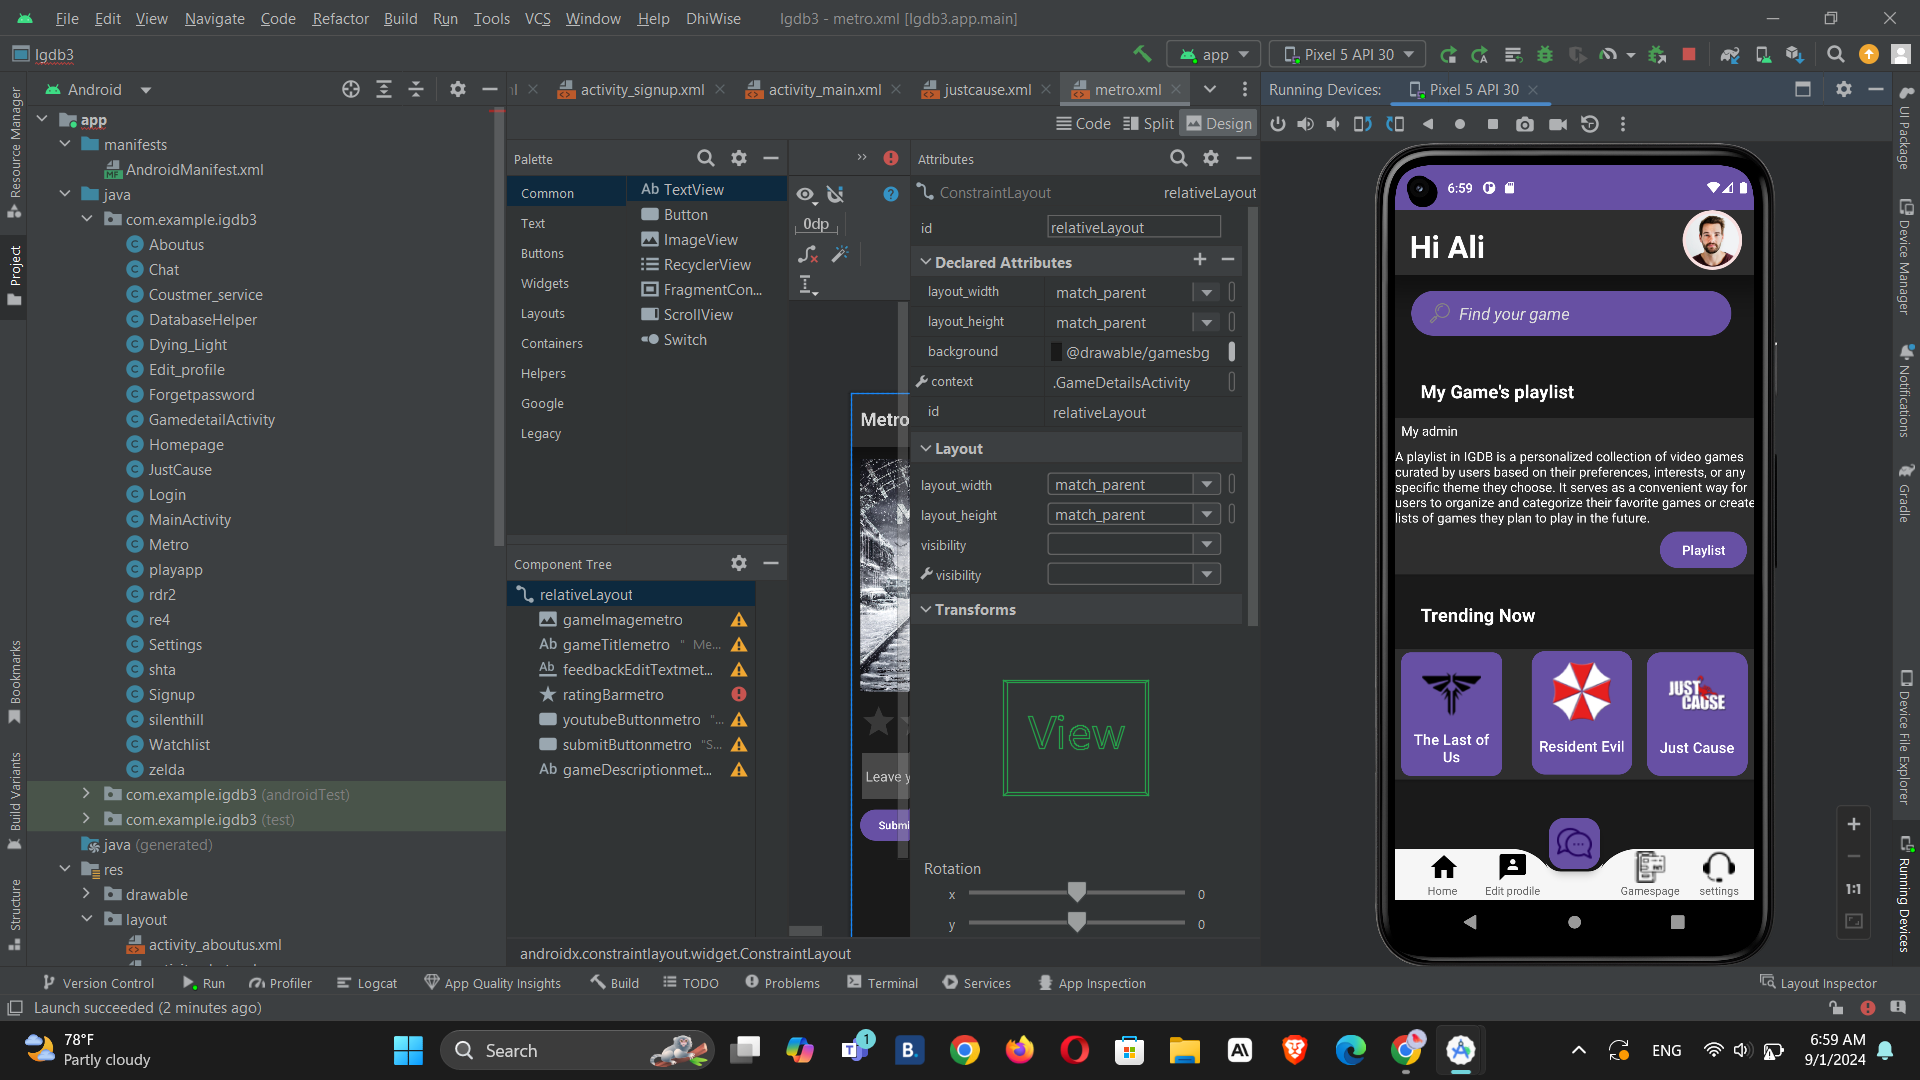 File Edit View Navigate Code Refactor Build Run Tools VCS Window Help DhiWise Igdb3 - metro.xml [Igdb3.app.main]
Igdb3
app
Pixel 5 API 30
Android
activity_signup.xml
activity_main.xml
justcause.xml
metro.xml
Running Devices:
Pixel 5 API 30
Code
Split
Design
Resource Manager
Project
Bookmarks
Build Variants
Structure
app
manifests
AndroidManifest.xml
java
com.example.igdb3
Aboutus
Chat
Coustmer_service
DatabaseHelper
Dying_Light
Edit_profile
Forgetpassword
GamedetailActivity
Homepage
JustCause
Login
MainActivity
Metro
playapp
rdr2
re4
Settings
shta
Signup
silenthill
Watchlist
zelda
com.example.igdb3 (androidTest)
com.example.igdb3 (test)
java (generated)
res
drawable
layout
activity_aboutus.xml
Palette
Common
Text
Buttons
Widgets
Layouts
Containers
Helpers
Google
Legacy
Ab TextView
Button
ImageView
RecyclerView
FragmentCon...
ScrollView
Switch
Component Tree
relativeLayout
gameImagemetro
Ab gameTitlemetro " Me...
Ab feedbackEditTextmet...
ratingBarmetro
youtubeButtonmetro "...
submitButtonmetro "S...
Ab gameDescriptionmet...
0dp
Metro
Leave y
Submi
Attributes
ConstraintLayout relativeLayout
id relativeLayout
Declared Attributes
layout_width match_parent
layout_height match_parent
background @drawable/gamesbg
context .GameDetailsActivity
id relativeLayout
Layout
layout_width match_parent
layout_height match_parent
visibility
visibility
Transforms
View
Rotation
x 0
y 0
androidx.constraintlayout.widget.ConstraintLayout
6:59
Hi Ali
Find your game
My Game's playlist
My admin
A playlist in IGDB is a personalized collection of video games
curated by users based on their preferences, interests, or any
specific theme they choose. It serves as a convenient way for
users to organize and categorize their favorite games or create
lists of games they plan to play in the future.
Playlist
Trending Now
JUST
CAUSE
The Last of
Us
Resident Evil
Just Cause
Home
Edit prodile
Gamespage
settings
1:1
UI Package
Device Manager
Notifications
Gradle
Device File Explorer
Running Devices
Version Control
Run
Profiler
Logcat
App Quality Insights
Build
TODO
Problems
Terminal
Services
App Inspection
Layout Inspector
Launch succeeded (2 minutes ago)
78°F
Partly cloudy
Search
1
B.
ENG
6:59 AM
9/1/2024